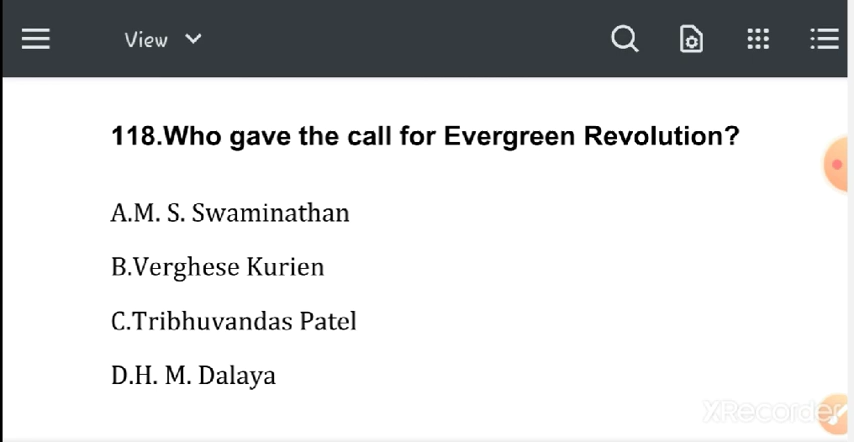 View
118.Who gave the call for Evergreen Revolution?
A.M. S. Swaminathan
B.Verghese Kurien
C.Tribhuvandas Patel
D.H. M. Dalaya
XRecorder